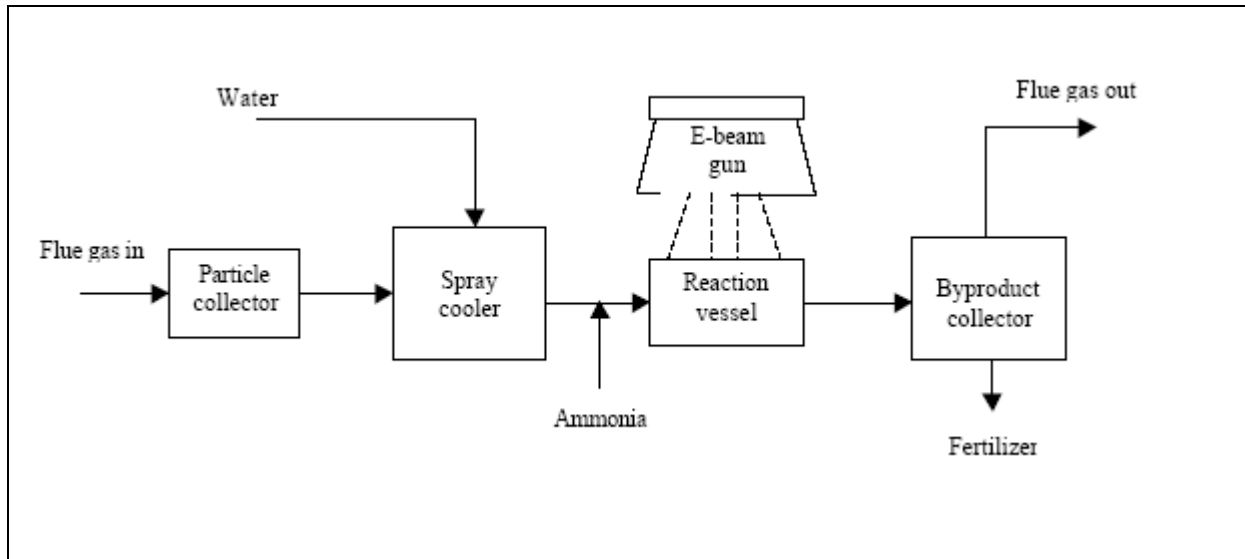 Water
E-beam
gun
Flue gas out
Flue gas in
Particle
collector
Spray
cooler
Reaction
vessel
Byproduct
collector
Ammonia
Fertilizer